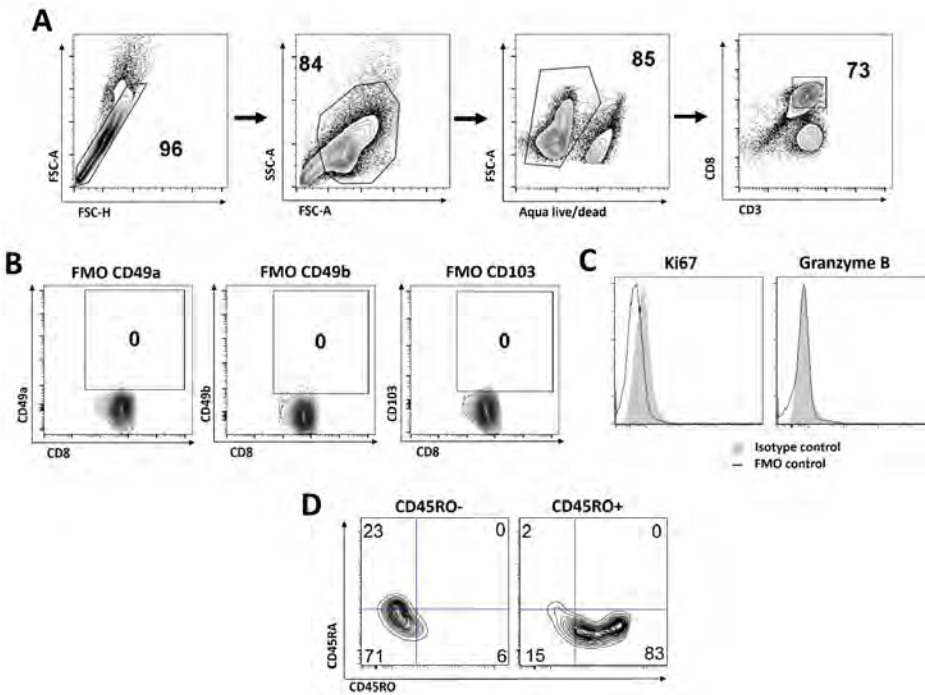 A
96
84
85
73
FSC-A
SSC-A
FSC-A
CD8
FSC-H
FSC-A
Aqua live/dead
CD3
B
FMO CD49a
FMO CD49b
FMO CD103
0
0
0
CD49a
CD49b
CD103
CD8
CD8
CD8
C
Ki67
Granzyme B
Isotype control
FMO control
D
CD45RO-
CD45RO+
23
0
2
0
71
6
15
83
CD45RA
CD45RO